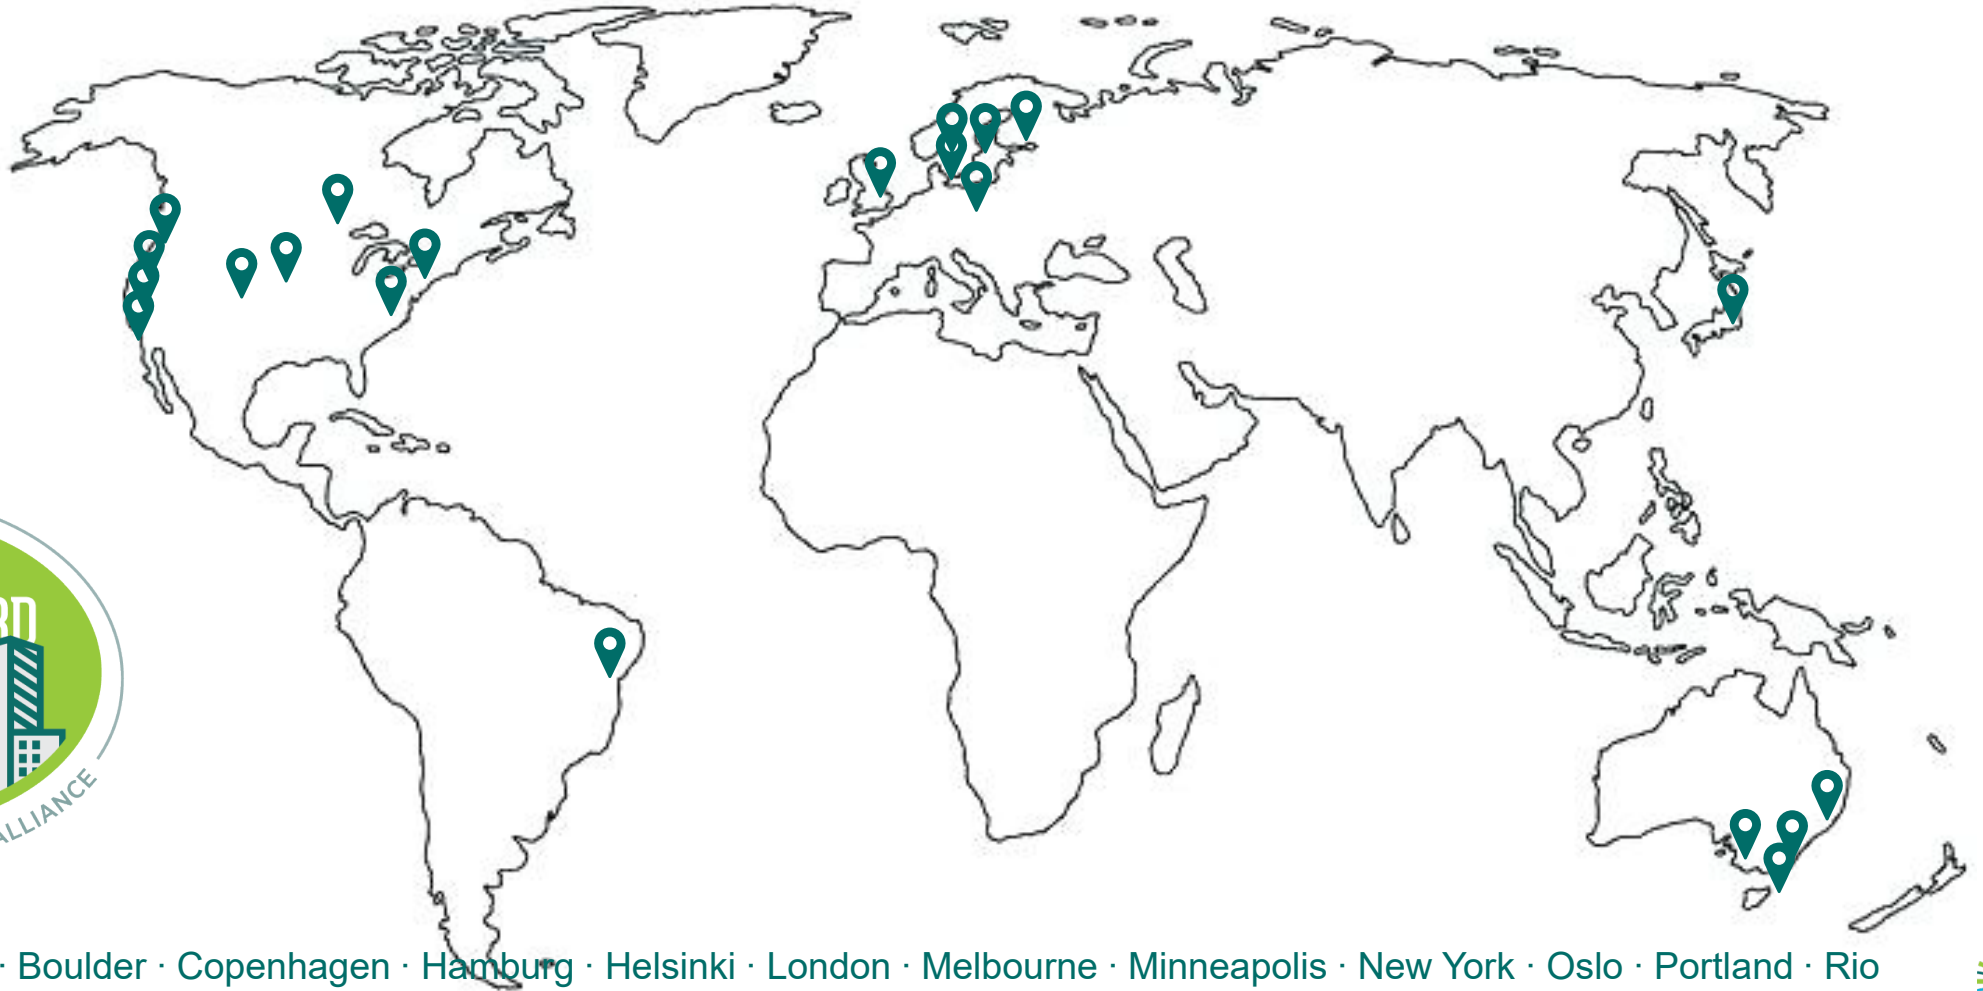 ALLIANCE
· Boulder · Copenhagen · Hamburg · Helsinki · London · Melbourne · Minneapolis · New York · Oslo · Portland · Rio